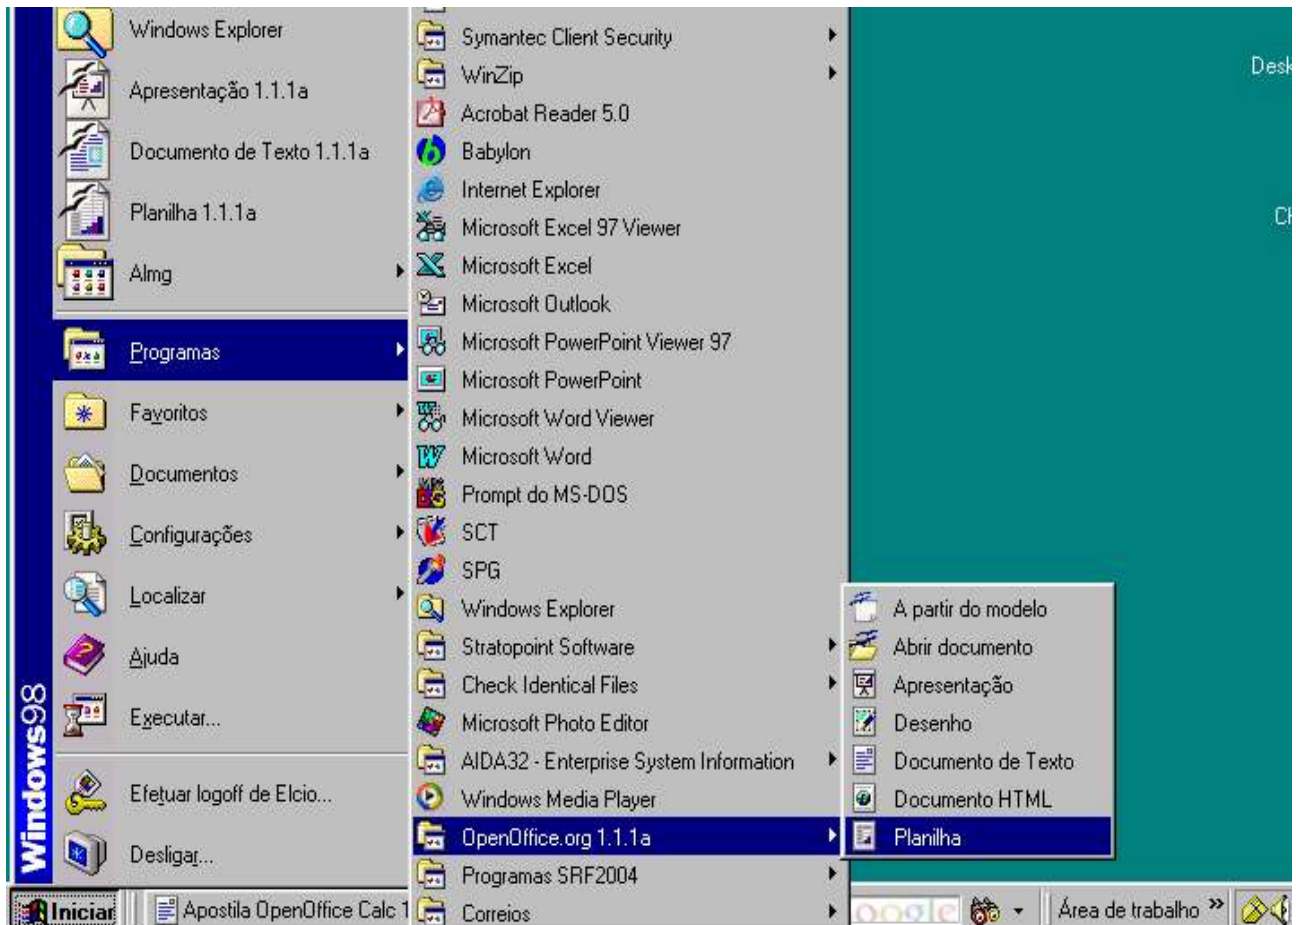 Windows Explorer
Apresentação 1.1.1a
Documento de Texto 1.1.1a
Planilha 1.1.1a
Almg
Programas
Favoritos
Documentos
Configurações
Localizar
Ajuda
Executar...
Efetuar logoff de Elcio...
Desligar...
Windows98
Symantec Client Security
WinZip
Acrobat Reader 5.0
Babylon
Internet Explorer
Microsoft Excel 97 Viewer
Microsoft Excel
Microsoft Outlook
Microsoft PowerPoint Viewer 97
Microsoft PowerPoint
Microsoft Word Viewer
Microsoft Word
Prompt do MS-DOS
SCT
SPG
Windows Explorer
Stratopoint Software
Check Identical Files
Microsoft Photo Editor
AIDA32 - Enterprise System Information
Windows Media Player
OpenOffice.org 1.1.1a
Programas SRF2004
Correios
A partir do modelo
Abrir documento
Apresentação
Desenho
Documento de Texto
Documento HTML
Planilha
Desk
Iniciar
Apostila OpenOffice Calc 1
oogle
Área de trabalho »